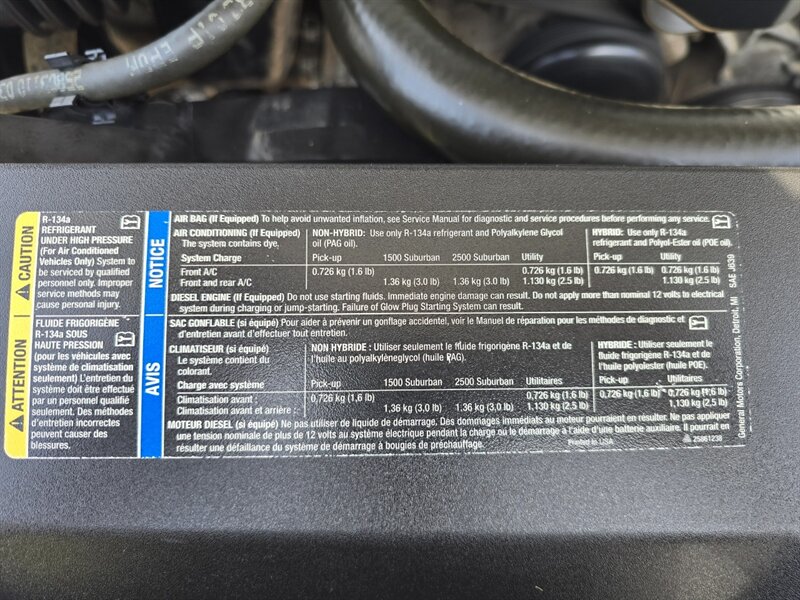 CAUTION
R-134a
REFRIGERANT
UNDER HIGH PRESSURE
(For Air Conditioned
Vehicles Only) System to
be serviced by qualified
personnel only. Improper
service methods may
cause personal injury.
ATTENTION
FLUIDE FRIGORIGÈNE
R-134a SOUS
HAUTE PRESSION
(pour les véhicules avec
système de climatisation
seulement) L'entretien du
système doit être effectué
par un personnel qualifié
seulement. Des méthodes
d'entretien incorrectes
peuvent causer des
blessures.
NOTICE
AIR BAG (If Equipped) To help avoid unwanted inflation, see Service Manual for diagnostic and service procedures before performing any service.
AIR CONDITIONING (If Equipped) NON-HYBRID: Use only R-134a refrigerant and Polyalkylene Glycol HYBRID: Use only R-134a
The system contains dye. oil (PAG oil). refrigerant and Polyol-Ester oil (POE oil).
System Charge Pick-up 1500 Suburban 2500 Suburban Utility Pick-up Utility
Front A/C 0.726 kg (1.6 lb) 0.726 kg (1.6 lb) 0.726 kg (1.6 lb) 0.726 kg (1.6 lb)
Front and rear A/C 1.36 kg (3.0 lb) 1.36 kg (3.0 lb) 1.130 kg (2.5 lb) 1.130 kg (2.5 lb)
DIESEL ENGINE (If Equipped) Do not use starting fluids. Immediate engine damage can result. Do not apply more than nominal 12 volts to electrical
system during charging or jump-starting. Failure of Glow Plug Starting System can result.
AVIS
SAC GONFLABLE (si équipé) Pour aider à prévenir un gonflage accidentel, voir le Manuel de réparation pour les méthodes de diagnostic et
d'entretien avant d'effectuer tout entretien.
CLIMATISEUR (si équipé) NON HYBRIDE : Utiliser seulement le fluide frigorigène R-134a et de HYBRIDE : Utiliser seulement le
Le système contient du l'huile au polyalkylèneglycol (huile PAG). fluide frigorigène R-134a et de
colorant. l'huile polyester (huile POE).
Charge avec système Pick-up 1500 Suburban 2500 Suburban Utilitaires Pick-up Utilitaires
Climatisation avant : 0.726 kg (1.6 lb) 0.726 kg (1.6 lb) 0.726 kg (1.6 lb) 0.726 kg (1.6 lb)
Climatisation avant et arrière : 1.36 kg (3.0 lb) 1.36 kg (3.0 lb) 1.130 kg (2.5 lb) 1.130 kg (2.5 lb)
MOTEUR DIESEL (si équipé) Ne pas utiliser de liquide de démarrage. Des dommages immédiats au moteur pourraient en résulter. Ne pas appliquer
une tension nominale de plus de 12 volts au système électrique pendant la charge ou le démarrage à l'aide d'une batterie auxiliaire. Il pourrait en
résulter une défaillance du système de démarrage à bougies de préchauffage.
Printed in USA
25861238
General Motors Corporation, Detroit, MI SAE J639